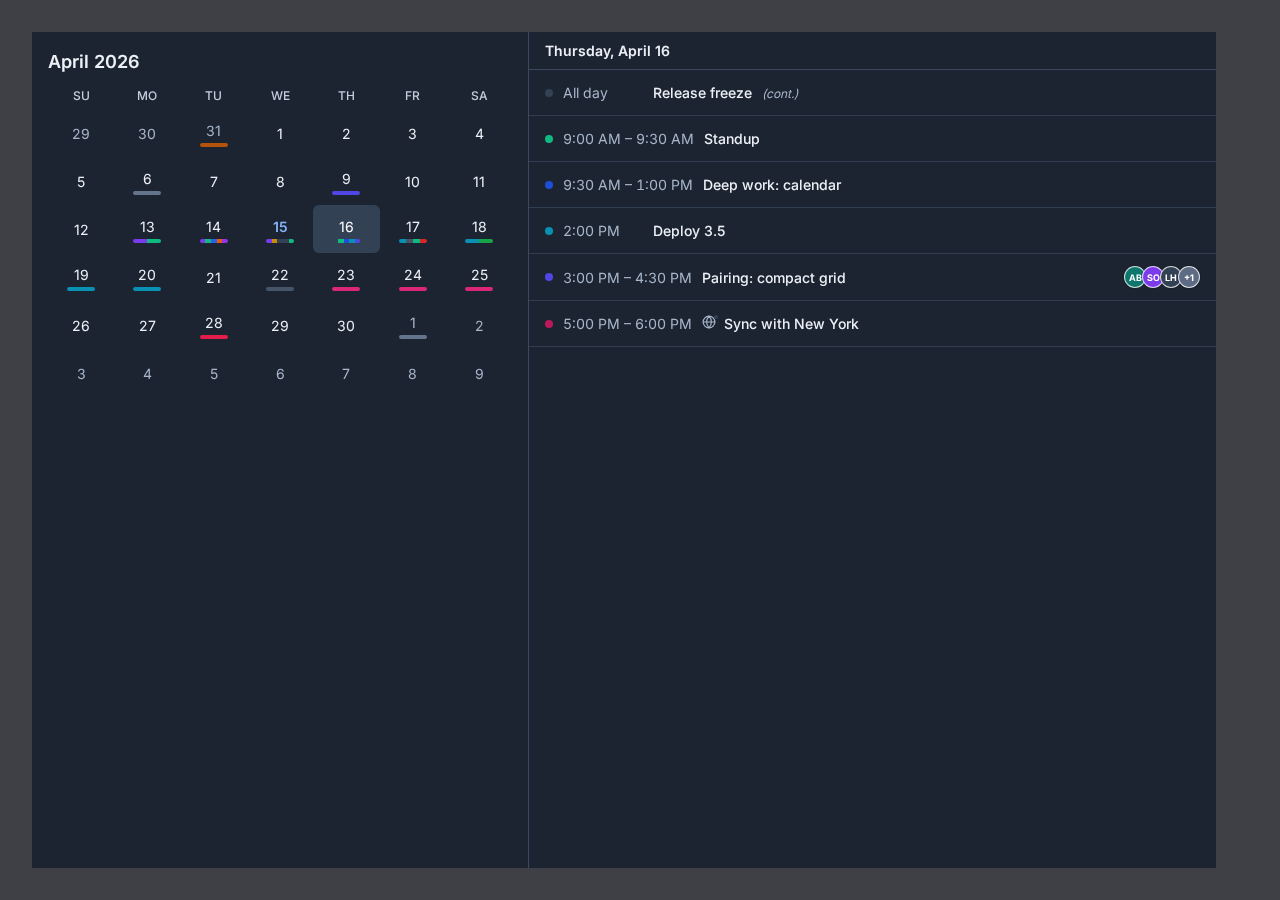 April 2026
SU MO TU WE TH FR SA
29 30 31 1 2 3 4
5 6 7 8 9 10 11
12 13 14 15 16 17 18
19 20 21 22 23 24 25
26 27 28 29 30 1 2
3 4 5 6 7 8 9
Thursday, April 16
All day Release freeze (cont.)
9:00 AM – 9:30 AM Standup
9:30 AM – 1:00 PM Deep work: calendar
2:00 PM Deploy 3.5
3:00 PM – 4:30 PM Pairing: compact grid AB SO LH +1
5:00 PM – 6:00 PM Sync with New York